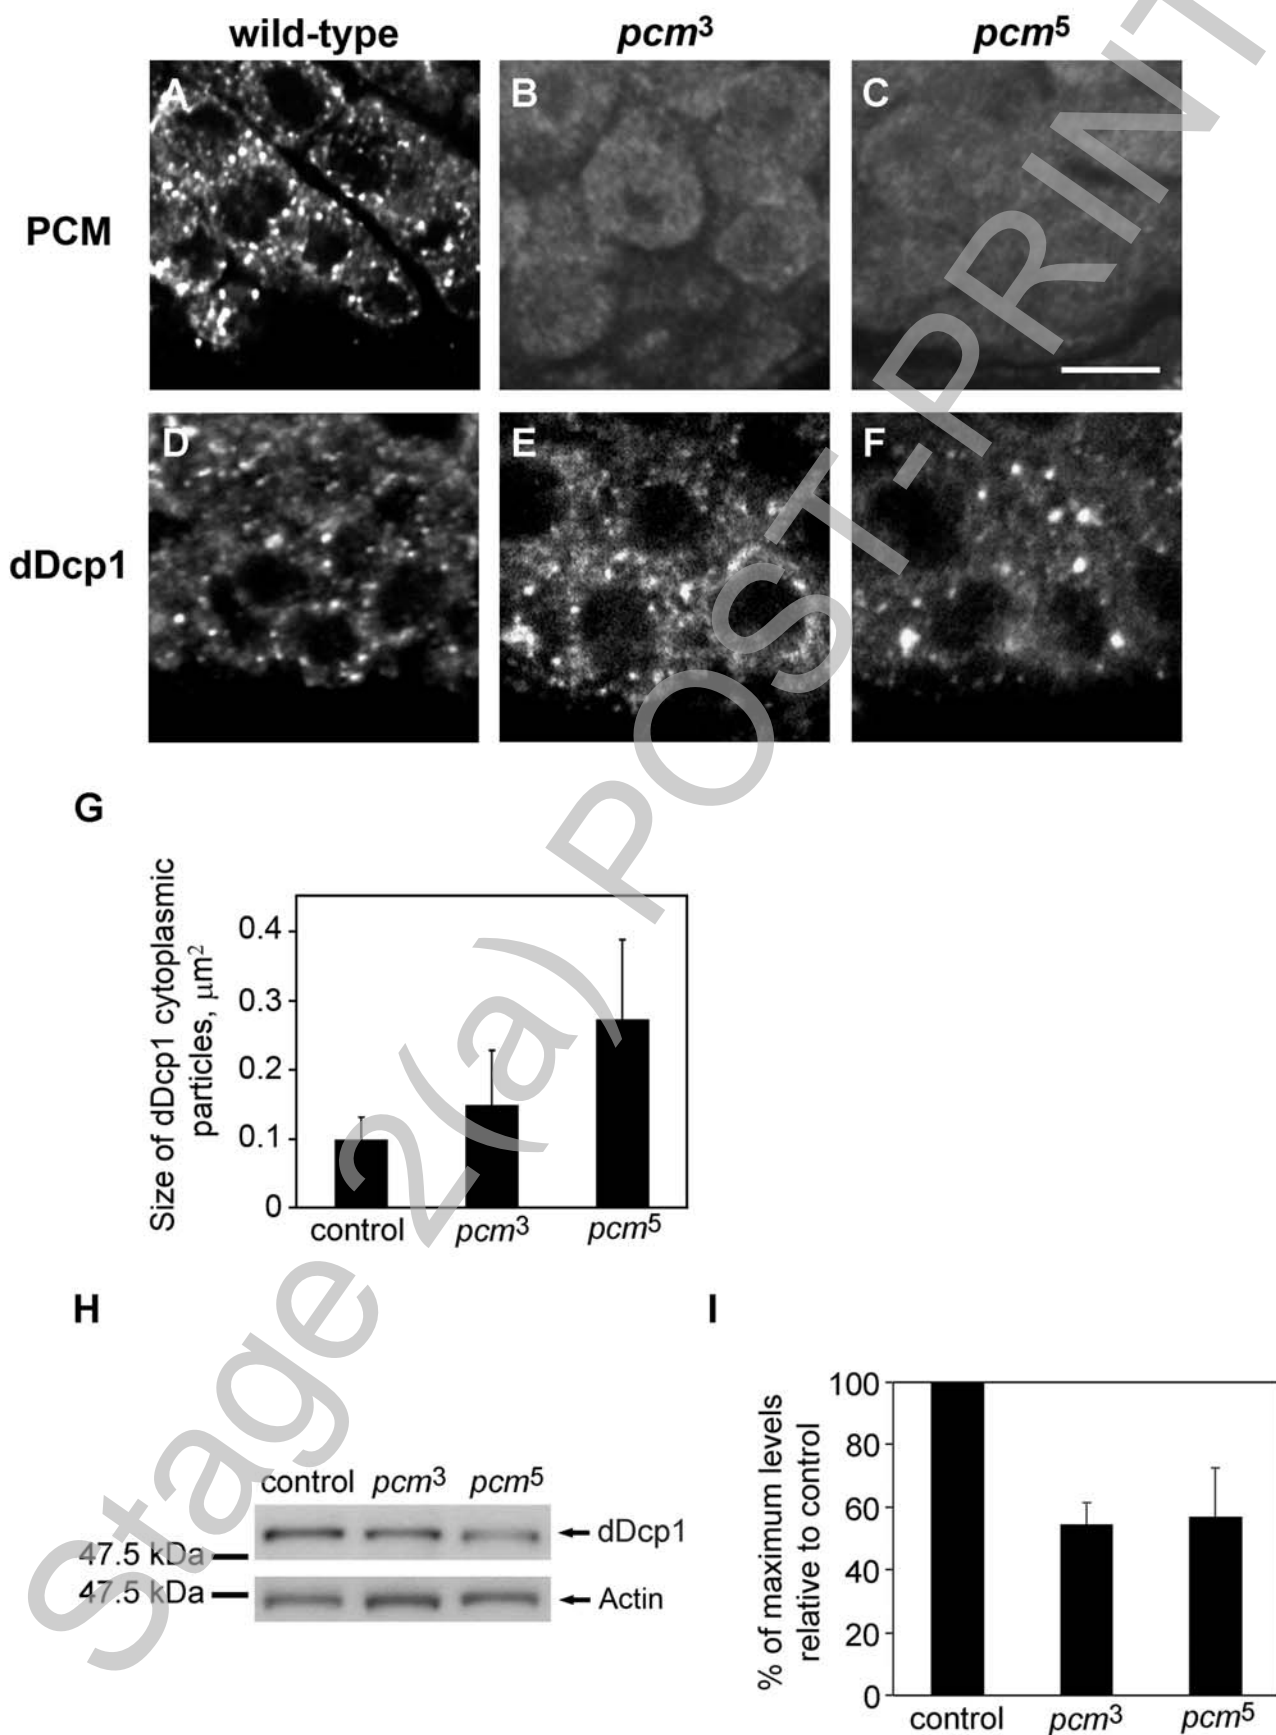 wild-type pcm3 pcm5
PCM
A B C
dDcp1
D E F
G
Size of dDcp1 cytoplasmic
particles, μm2
0.4
0.3
0.2
0.1
0
control pcm3 pcm5
H
control pcm3 pcm5
dDcp1
47.5 kDa
47.5 kDa
Actin
I
% of maximum levels
relative to control
100
80
60
40
20
0
control pcm3 pcm5
Stage 2(a) POST-PRINT